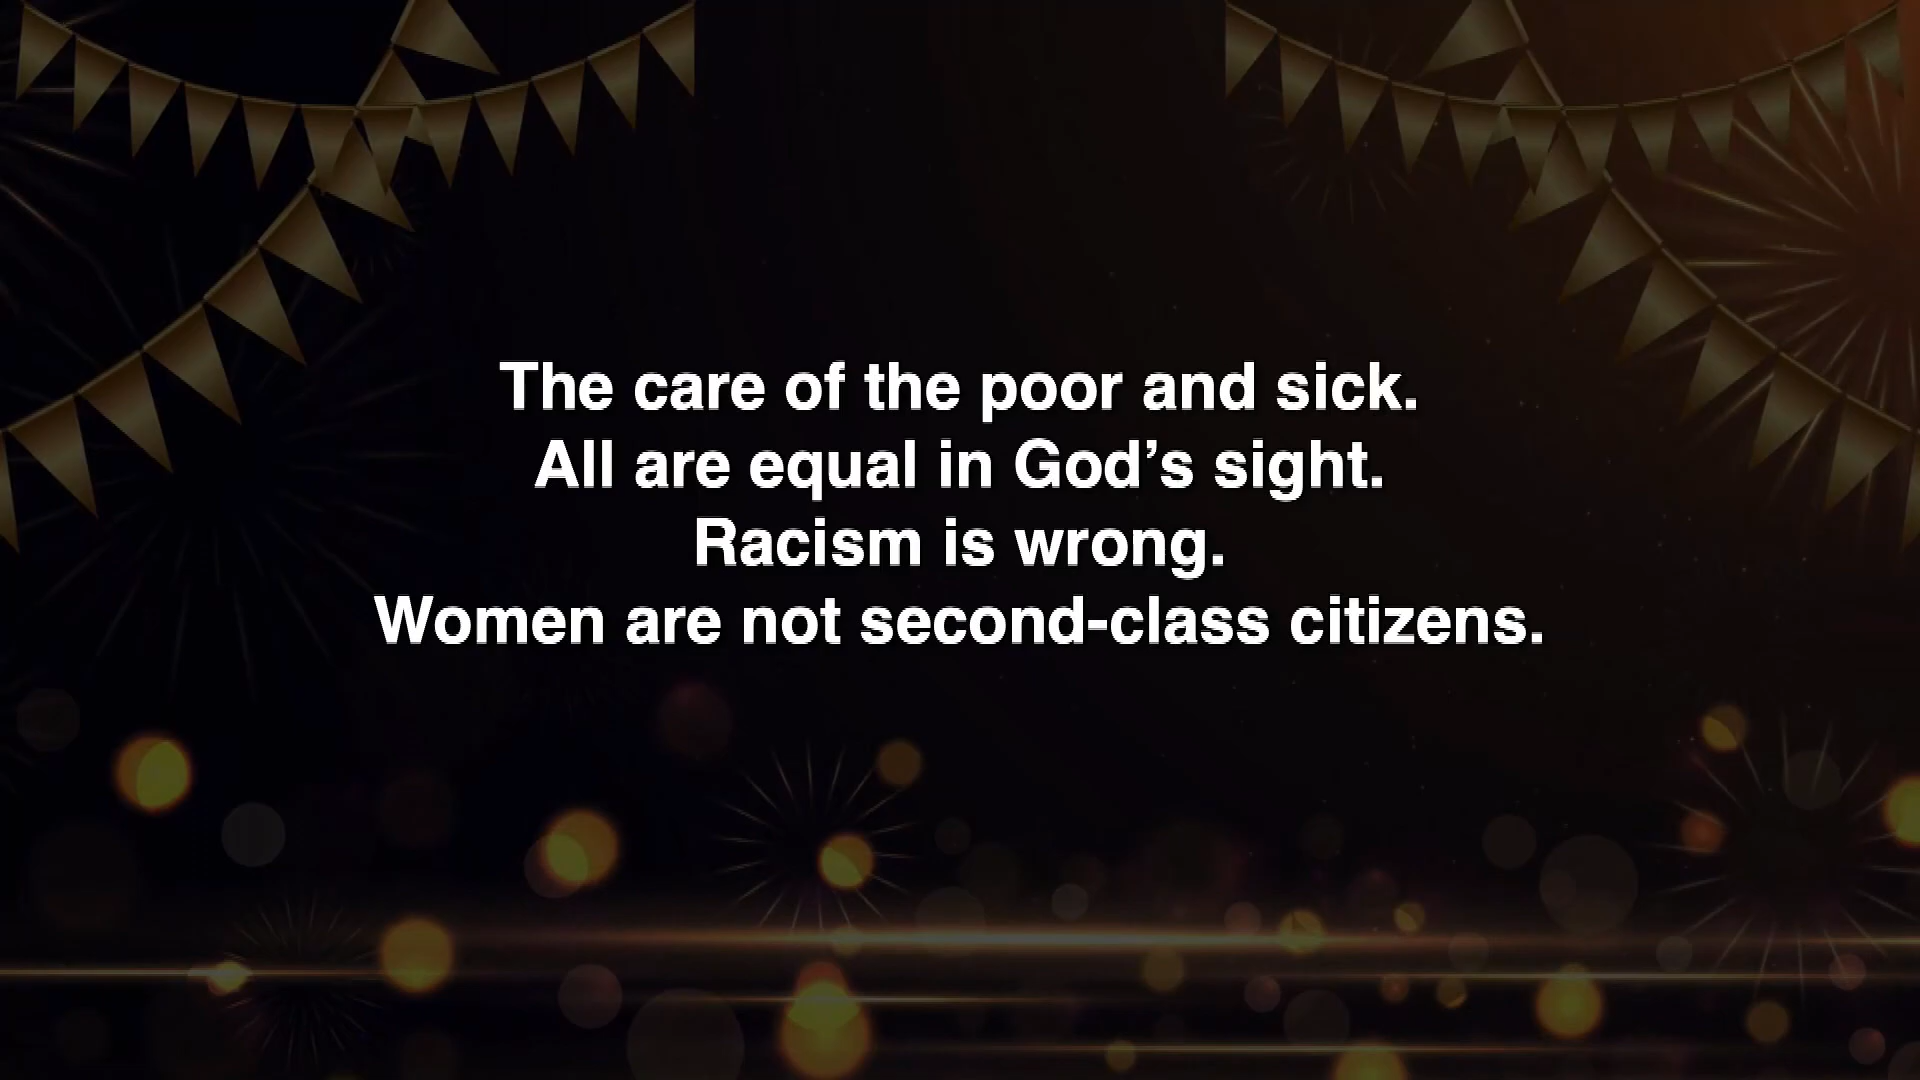 The care of the poor and sick.
All are equal in God’s sight.
Racism is wrong.
Women are not second-class citizens.